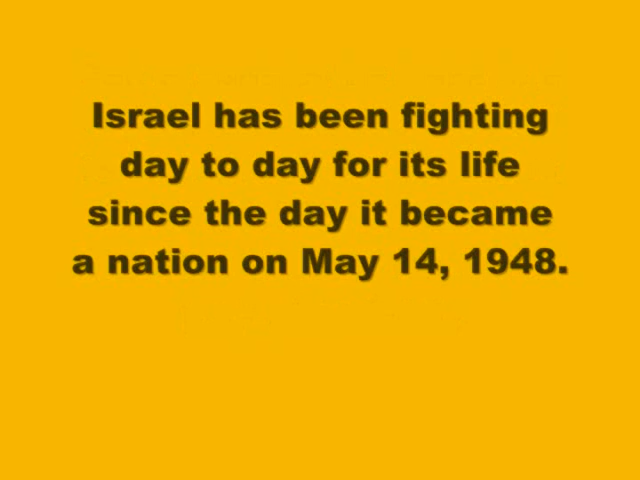 Israel has been fighting
day to day for its life
since the day it became
a nation on May 14, 1948.